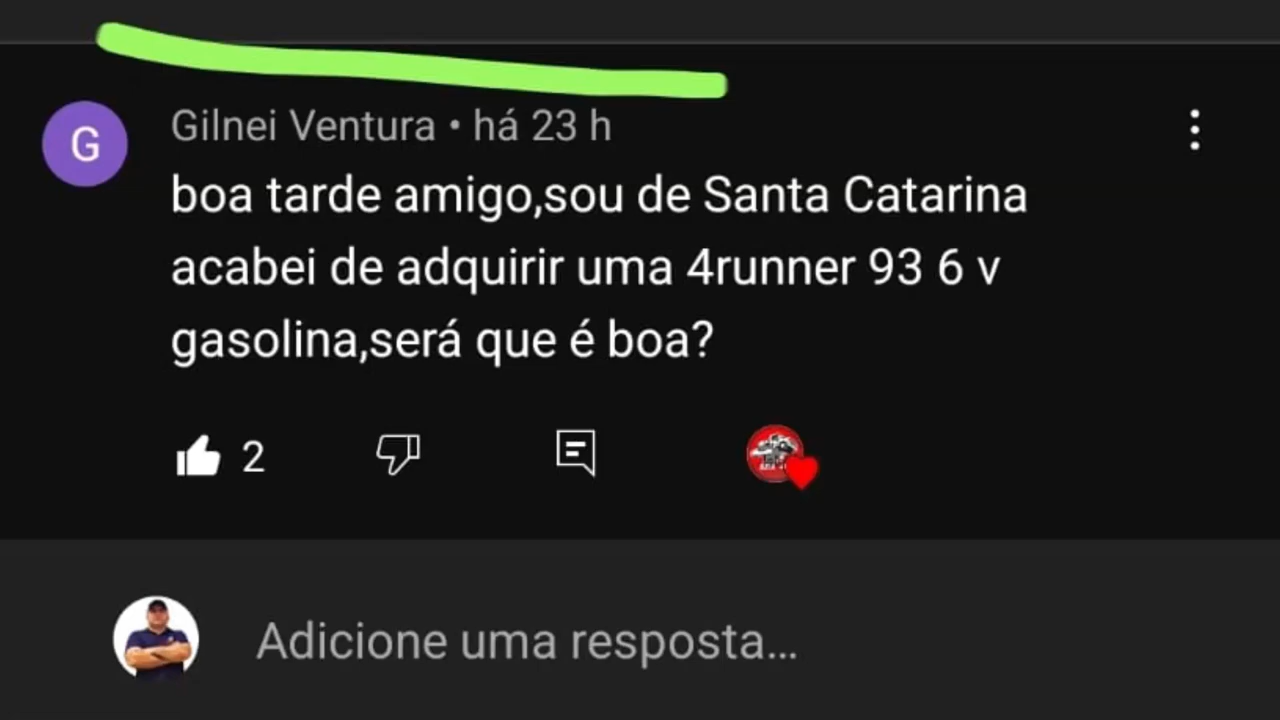 G
Gilnei Ventura • há 23 h
boa tarde amigo,sou de Santa Catarina
acabei de adquirir uma 4runner 93 6 v
gasolina,será que é boa?
2
Adicione uma resposta...